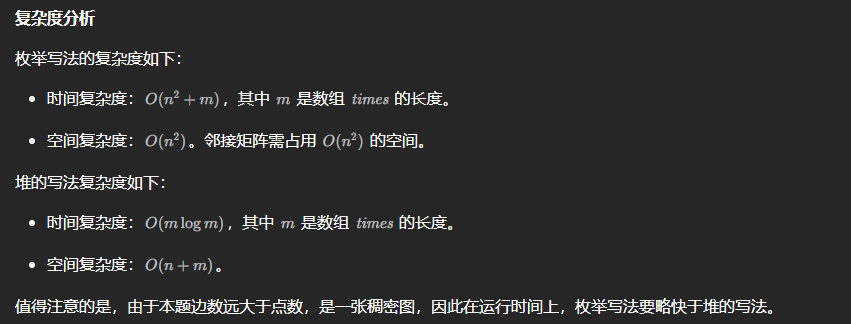 复杂度分析
枚举写法的复杂度如下：
• 时间复杂度：O(n² + m)，其中 m 是数组 times 的长度。
• 空间复杂度：O(n²)。邻接矩阵需占用 O(n²) 的空间。
堆的写法复杂度如下：
• 时间复杂度：O(m log m)，其中 m 是数组 times 的长度。
• 空间复杂度：O(n + m)。
值得注意的是，由于本题边数远大于点数，是一张稠密图，因此在运行时间上，枚举写法要略快于堆的写法。